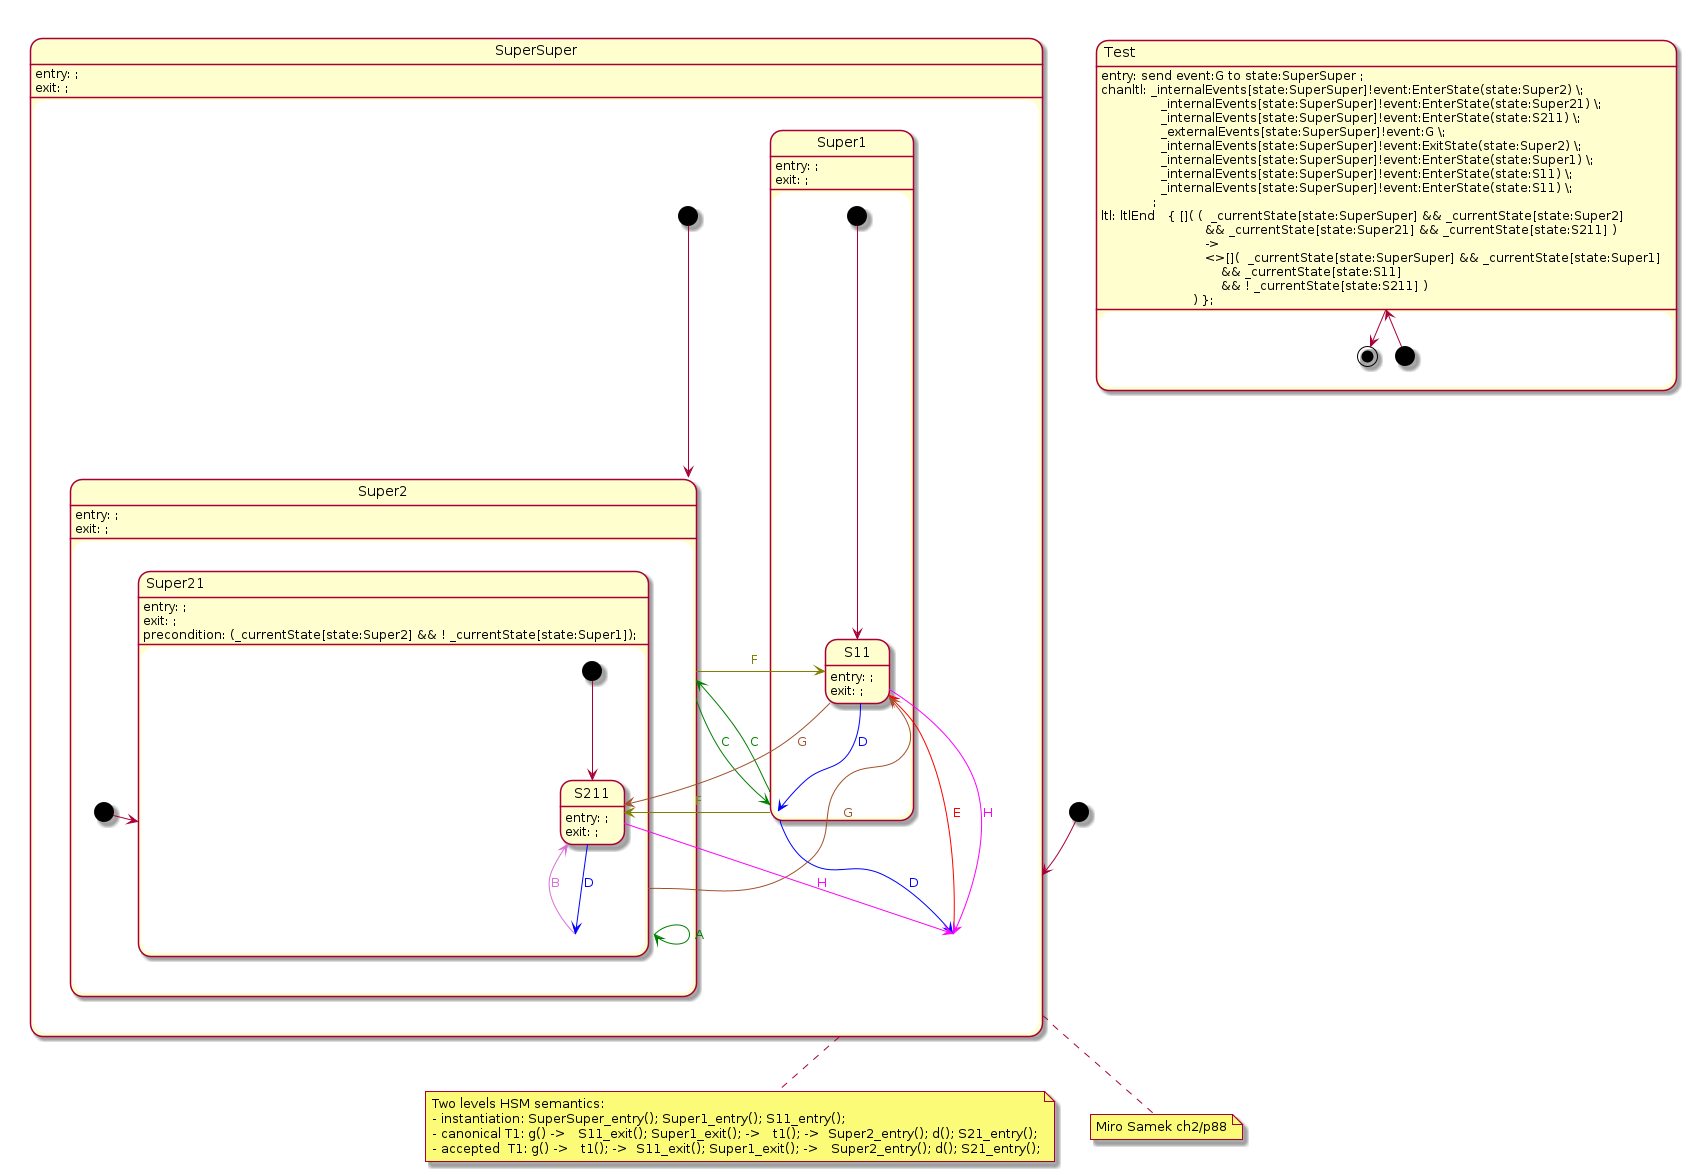 SuperSuper
entry: ;
exit: ;
Super1
entry: ;
exit: ;
Super2
entry: ;
exit: ;
Super21
entry: ;
exit: ;
precondition: (_currentState[state:Super2] && ! _currentState[state:Super1]);
S11
entry: ;
exit: ;
S211
entry: ;
exit: ;
F
C
C
G
D
F
G
E
H
B
D
H
D
A
Test
entry: send event:G to state:SuperSuper ;
chanltl: _internalEvents[state:SuperSuper]!event:EnterState(state:Super2) \;
_internalEvents[state:SuperSuper]!event:EnterState(state:Super21) \;
_internalEvents[state:SuperSuper]!event:EnterState(state:S211) \;
_externalEvents[state:SuperSuper]!event:G \;
_internalEvents[state:SuperSuper]!event:ExitState(state:Super2) \;
_internalEvents[state:SuperSuper]!event:EnterState(state:Super1) \;
_internalEvents[state:SuperSuper]!event:EnterState(state:S11) \;
_internalEvents[state:SuperSuper]!event:EnterState(state:S11) \;
;
ltl: ltlEnd { []( ( _currentState[state:SuperSuper] && _currentState[state:Super2]
&& _currentState[state:Super21] && _currentState[state:S211] )
->
<>[]( _currentState[state:SuperSuper] && _currentState[state:Super1]
&& _currentState[state:S11]
&& ! _currentState[state:S211] )
) };
Two levels HSM semantics:
- instantiation: SuperSuper_entry(); Super1_entry(); S11_entry();
- canonical T1: g() -> S11_exit(); Super1_exit(); -> t1(); -> Super2_entry(); d(); S21_entry();
- accepted T1: g() -> t1(); -> S11_exit(); Super1_exit(); -> Super2_entry(); d(); S21_entry();
Miro Samek ch2/p88